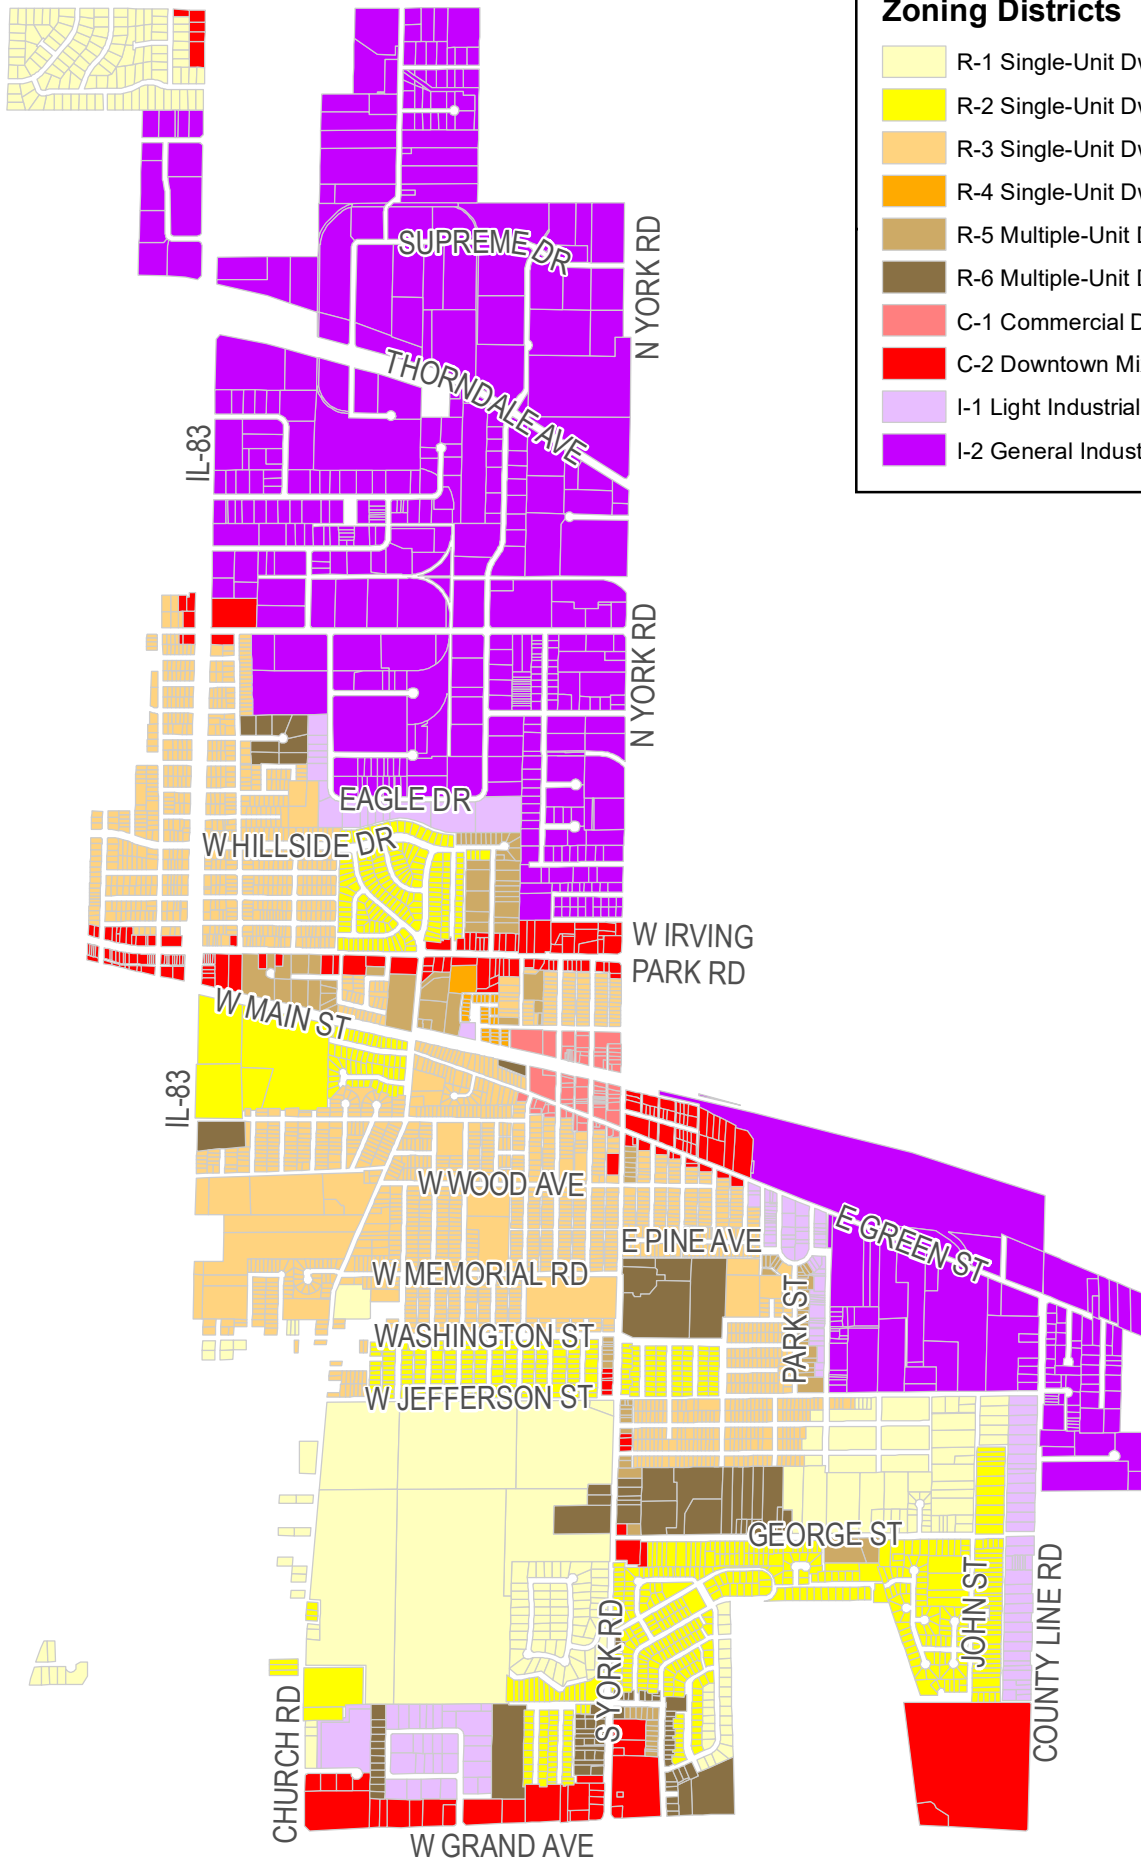 Zoning Districts
R-1 Single-Unit Dw
R-2 Single-Unit Dw
R-3 Single-Unit Dw
R-4 Single-Unit Dw
R-5 Multiple-Unit D
R-6 Multiple-Unit D
C-1 Commercial D
C-2 Downtown Mi
I-1 Light Industrial
I-2 General Indust
SUPREME DR
N YORK RD
THORNDALE AVE
IL-83
N YORK RD
EAGLE DR
W HILLSIDE DR
W IRVING
PARK RD
W MAIN ST
IL-83
W WOOD AVE
E PINE AVE
E GREEN ST
W MEMORIAL RD
PARK ST
WASHINGTON ST
W JEFFERSON ST
GEORGE ST
JOHN ST
COUNTY LINE RD
S YORK RD
CHURCH RD
W GRAND AVE